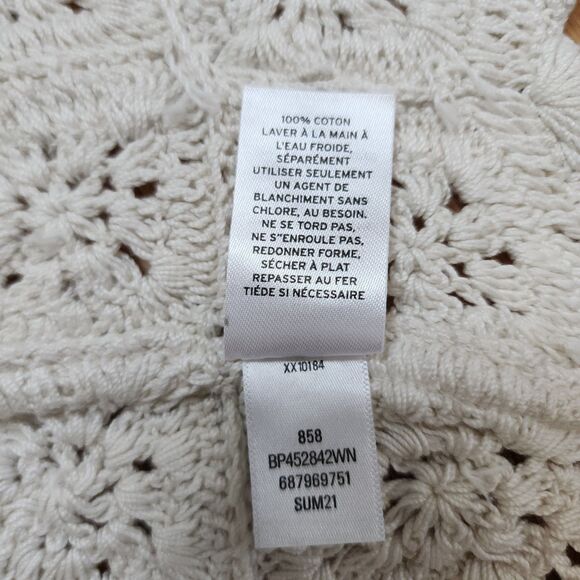 100% COTON
LAVER À LA MAIN À
L'EAU FROIDE,
SÉPARÉMENT
UTILISER SEULEMENT
UN AGENT DE
BLANCHIMENT SANS
CHLORE, AU BESOIN.
NE SE TORD PAS,
NE S"ENROULE PAS,
REDONNER FORME,
SÉCHER À PLAT
REPASSER AU FER
TIÉDE SI NÉCESSAIRE
XX10184
858
BP452842WN
687969751
SUM21